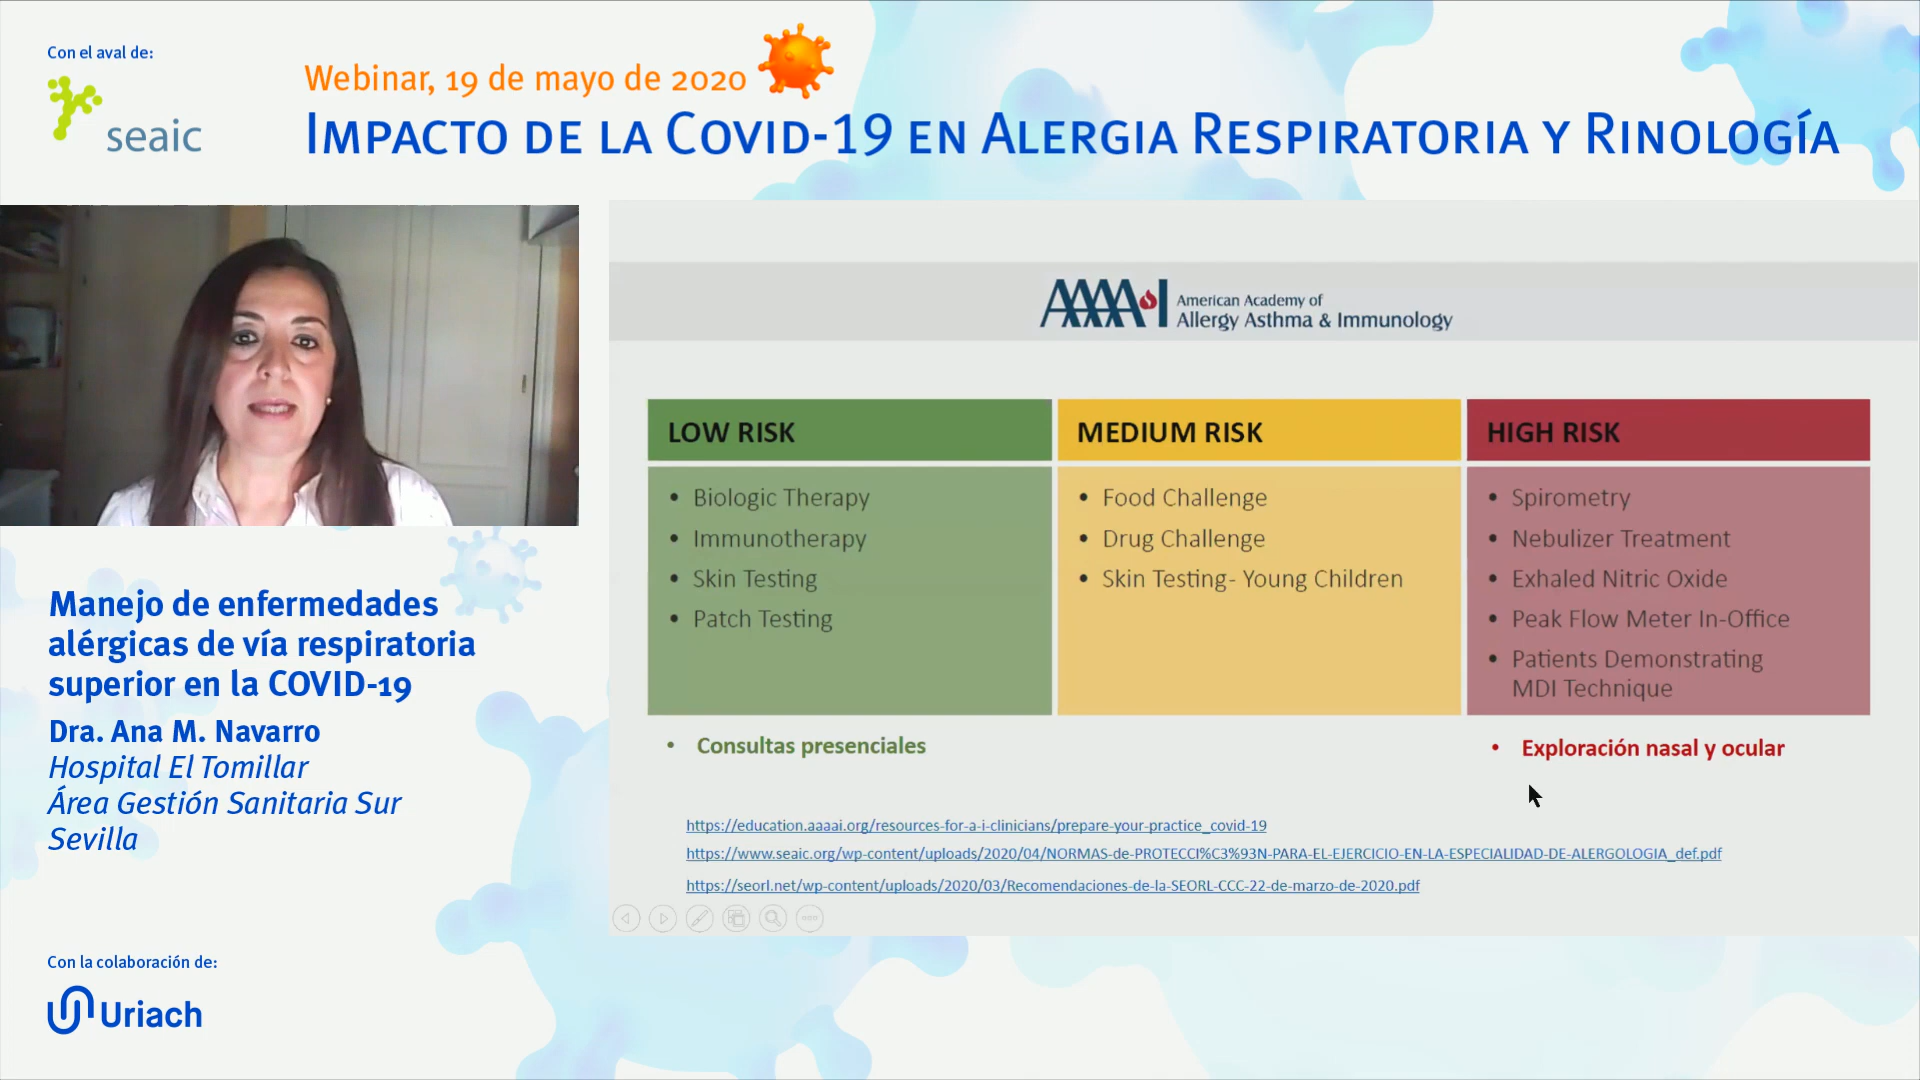 Con el aval de:
seaic
Webinar, 19 de mayo de 2020
Impacto de la Covid-19 en Alergia Respiratoria y Rinología
Manejo de enfermedades
alérgicas de vía respiratoria
superior en la COVID-19
Dra. Ana M. Navarro
Hospital El Tomillar
Área Gestión Sanitaria Sur
Sevilla
Con la colaboración de:
Uriach
AAAAI
American Academy of
Allergy Asthma & Immunology
LOW RISK
• Biologic Therapy
• Immunotherapy
• Skin Testing
• Patch Testing
• Consultas presenciales
MEDIUM RISK
• Food Challenge
• Drug Challenge
• Skin Testing- Young Children
HIGH RISK
• Spirometry
• Nebulizer Treatment
• Exhaled Nitric Oxide
• Peak Flow Meter In-Office
• Patients Demonstrating
MDI Technique
• Exploración nasal y ocular
https://education.aaaai.org/resources-for-a-i-clinicians/prepare-your-practice_covid-19
https://www.seaic.org/wp-content/uploads/2020/04/NORMAS-de-PROTECCI%C3%93N-PARA-EL-EJERCICIO-EN-LA-ESPECIALIDAD-DE-ALERGOLOGIA_def.pdf
https://seorl.net/wp-content/uploads/2020/03/Recomendaciones-de-la-SEORL-CCC-22-de-marzo-de-2020.pdf